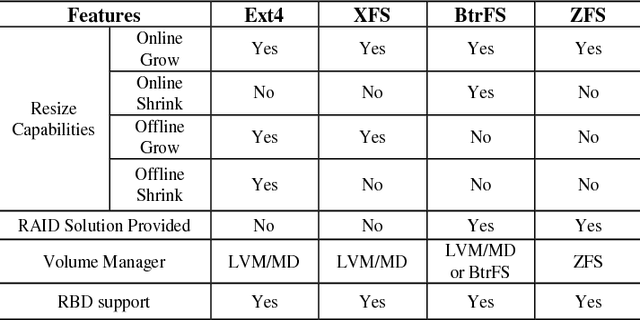 Features Ext4 XFS BtrFS ZFS
Resize Capabilities
Online Grow Yes Yes Yes Yes
Online Shrink No No Yes No
Offline Grow Yes Yes No No
Offline Shrink Yes No No No
RAID Solution Provided No No Yes Yes
Volume Manager LVM/MD LVM/MD LVM/MD or BtrFS ZFS
RBD support Yes Yes Yes Yes